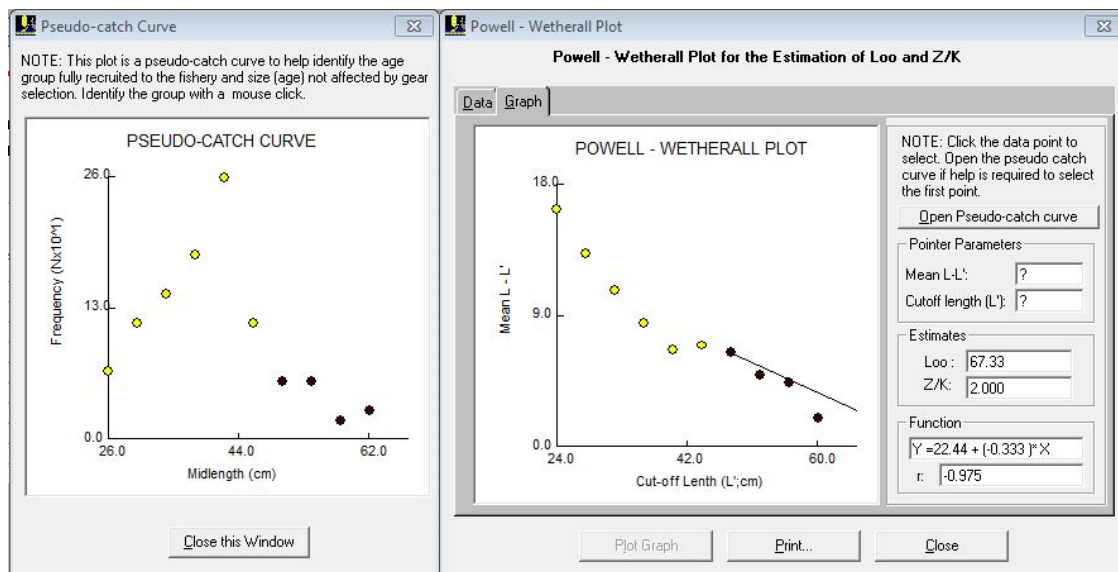 Pseudo-catch Curve
NOTE: This plot is a pseudo-catch curve to help identify the age
group fully recruited to the fishery and size (age) not affected by gear
selection. Identify the group with a mouse click.
PSEUDO-CATCH CURVE
26.0
13.0
0.0
Frequency (Nx10^1)
26.0 44.0 62.0
Midlength (cm)
Close this Window
Powell - Wetherall Plot
Powell - Wetherall Plot for the Estimation of Loo and Z/K
Data Graph
POWELL - WETHERALL PLOT
18.0
9.0
0.0
Mean L - L'
24.0 42.0 60.0
Cut-off Lenth (L';cm)
NOTE: Click the data point to
select. Open the pseudo catch
curve if help is required to select
the first point.
Open Pseudo-catch curve
Pointer Parameters
Mean L-L': ?
Cutoff length (L'): ?
Estimates
Loo : 67.33
Z/K: 2.000
Function
Y =22.44 + (-0.333 )* X
r: -0.975
Plot Graph Print... Close